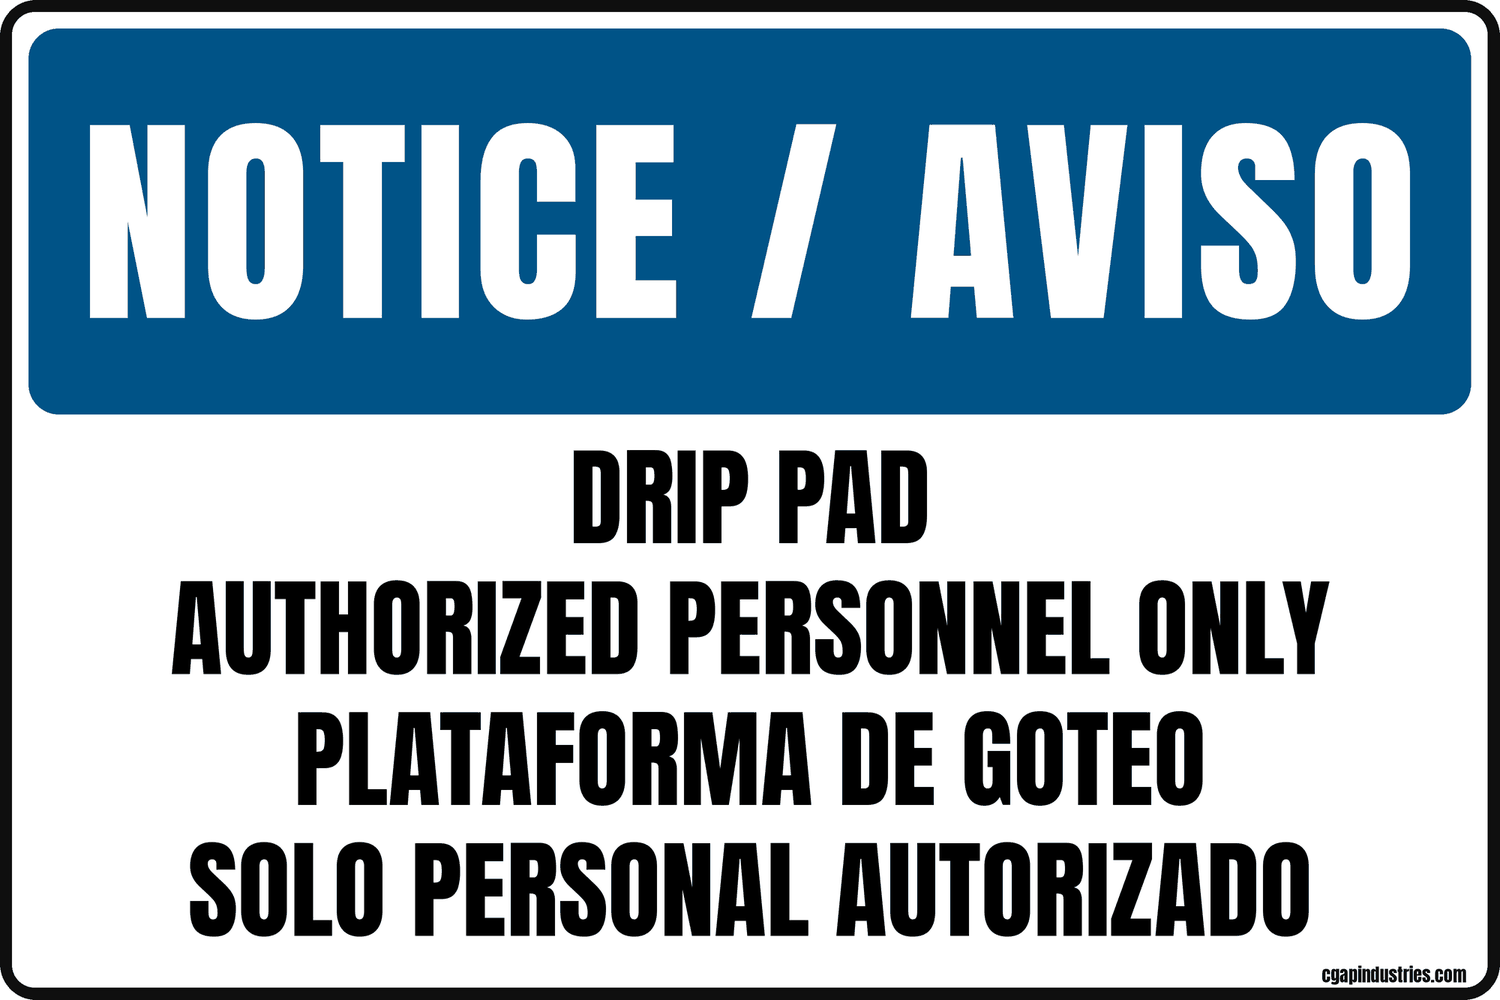 NOTICE / AVISO
DRIP PAD
AUTHORIZED PERSONNEL ONLY
PLATAFORMA DE GOTEO
SOLO PERSONAL AUTORIZADO
cgapindustries.com